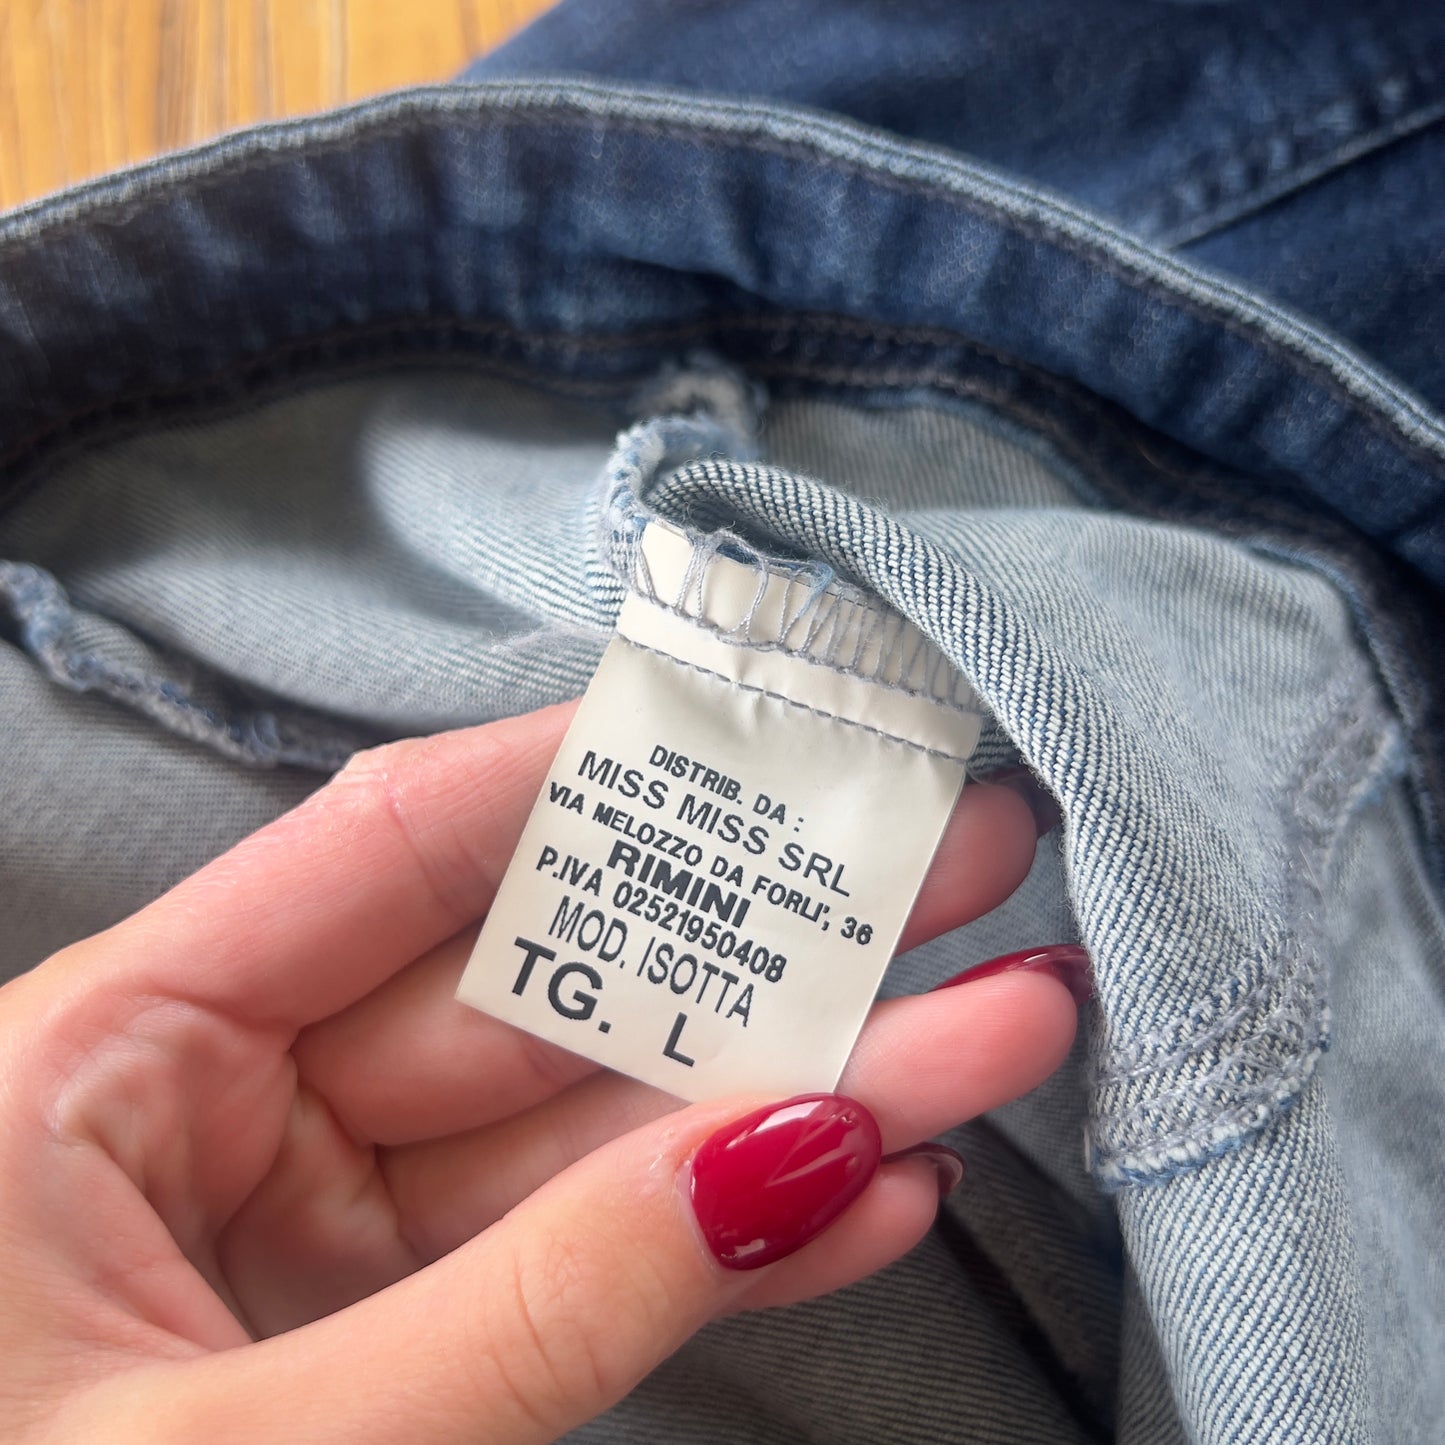 DISTRIB. DA :
MISS MISS SRL
VIA MELOZZO DA FORLI', 36
RIMINI
P.IVA 02521950408
MOD. ISOTTA
TG. L